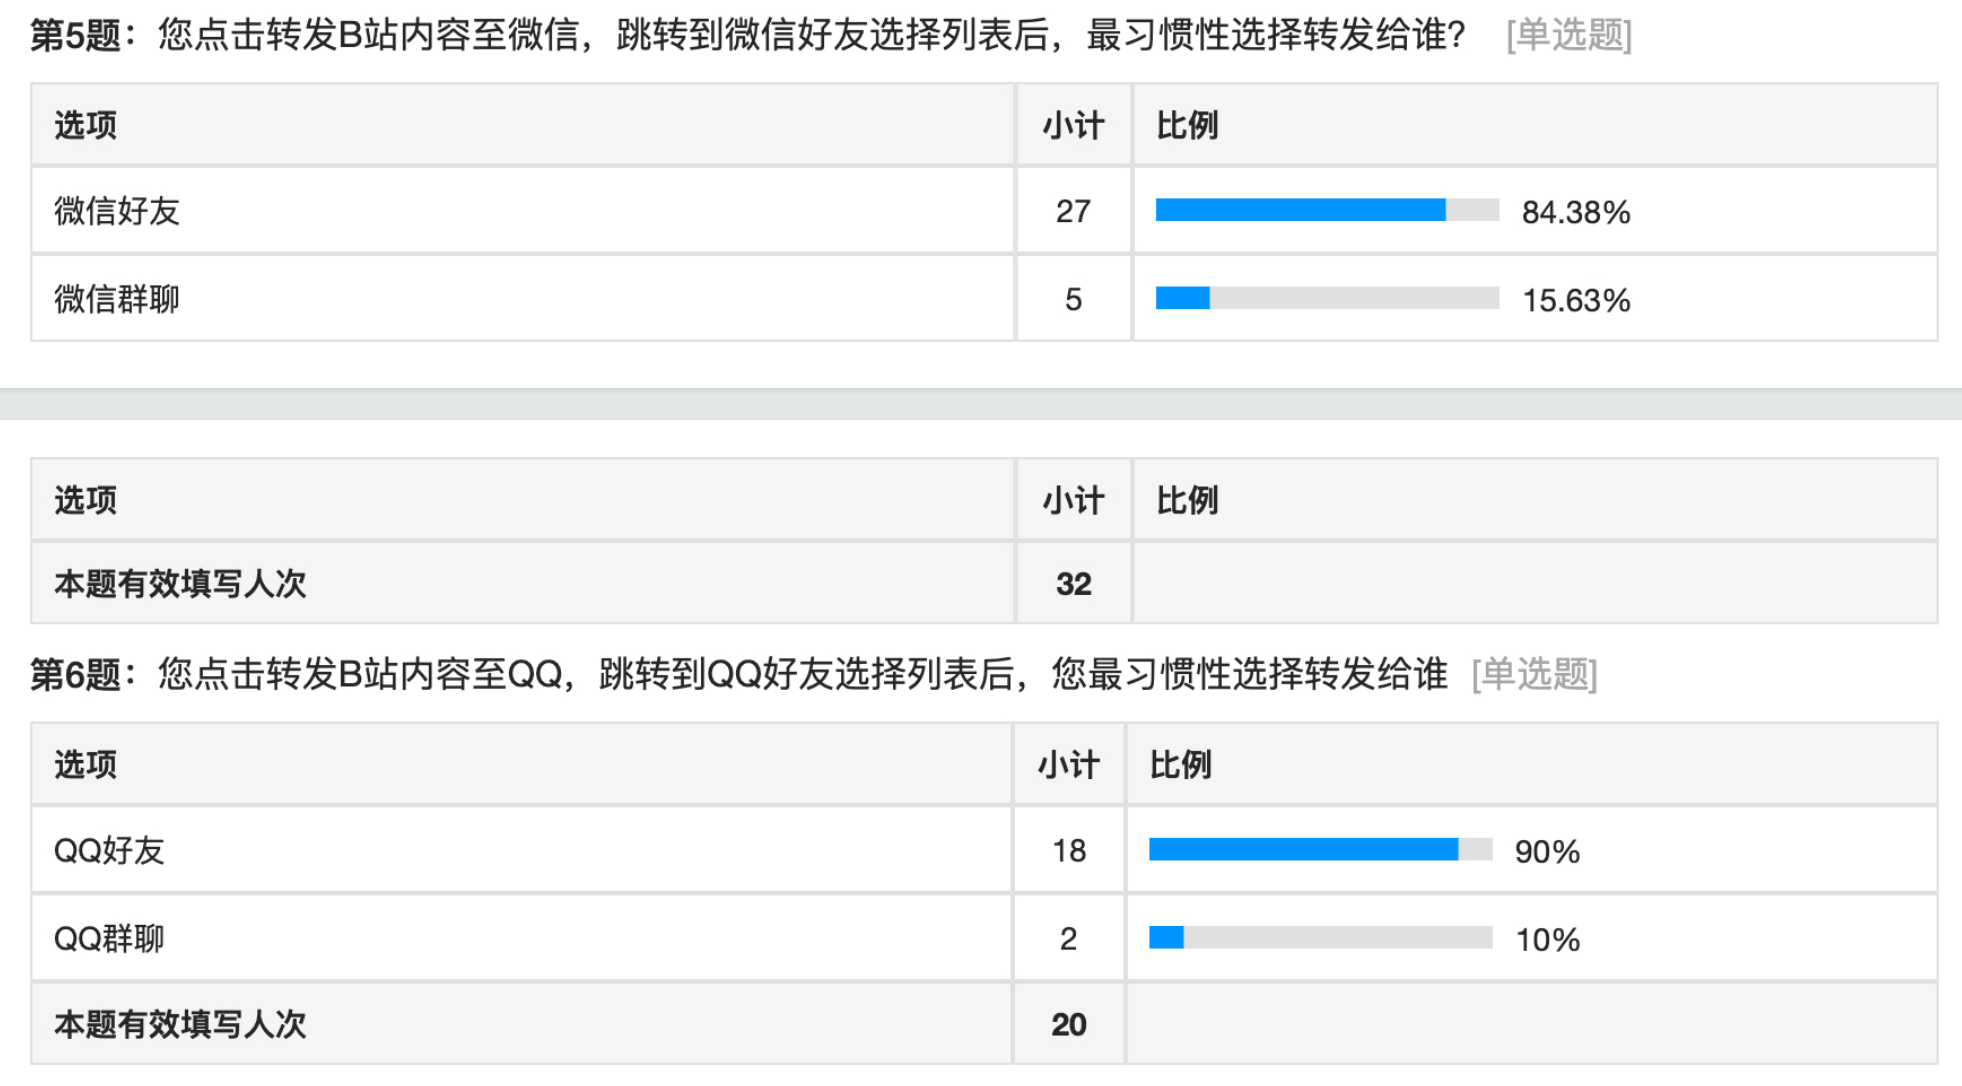 第5题：您点击转发B站内容至微信，跳转到微信好友选择列表后，最习惯性选择转发给谁? [单选题]
选项 小计 比例
微信好友 27 84.38%
微信群聊 5 15.63%
选项 小计 比例
本题有效填写人次 32
第6题：您点击转发B站内容至QQ，跳转到QQ好友选择列表后，您最习惯性选择转发给谁 [单选题]
选项 小计 比例
QQ好友 18 90%
QQ群聊 2 10%
本题有效填写人次 20